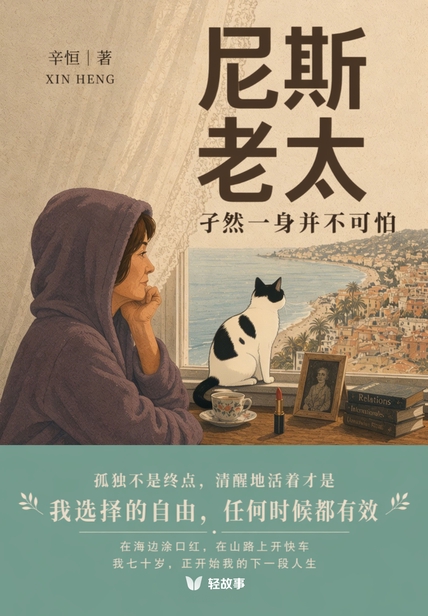 辛恒｜著
XIN HENG
尼斯
老太
孑然一身并不可怕
Relations
孤独不是终点，清醒地活着才是
我选择的自由，任何时候都有效
在海边涂口红，在山路上开快车
我七十岁，正开始我的下一段人生
轻故事